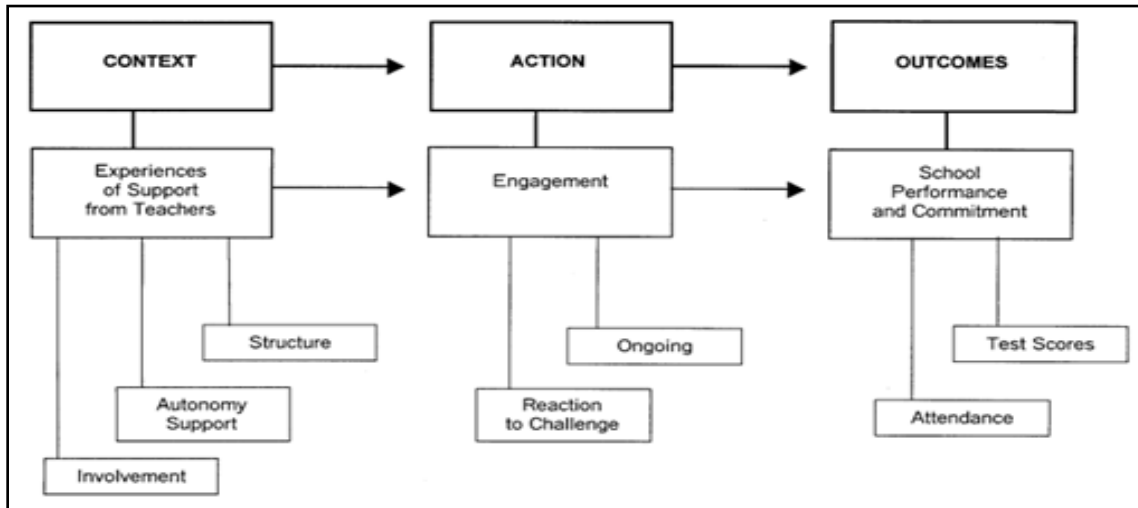 CONTEXT
ACTION
OUTCOMES
Experiences
of Support
from Teachers
Engagement
School
Performance
and Commitment
Structure
Ongoing
Test Scores
Autonomy
Support
Reaction
to Challenge
Attendance
Involvement